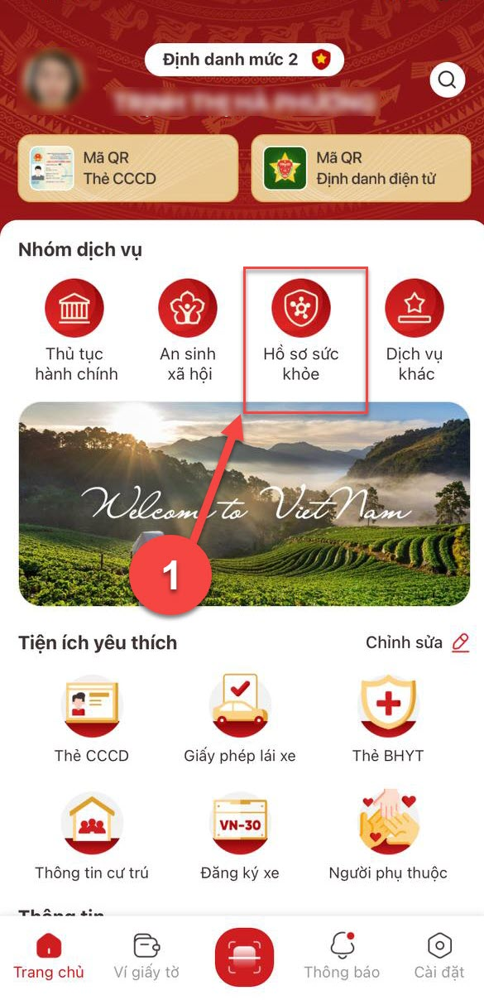 Định danh mức 2
Mã QR
Thẻ CCCD
Mã QR
Định danh điện tử
Nhóm dịch vụ
Thủ tục
hành chính
An sinh
xã hội
Hồ sơ sức
khỏe
Dịch vụ
khác
Welcome to Viet Nam
1
Tiện ích yêu thích
Chỉnh sửa
Thẻ CCCD
Giấy phép lái xe
Thẻ BHYT
VN-30
Thông tin cư trú
Đăng ký xe
Người phụ thuộc
Thông tin
Trang chủ
Ví giấy tờ
Thông báo
Cài đặt